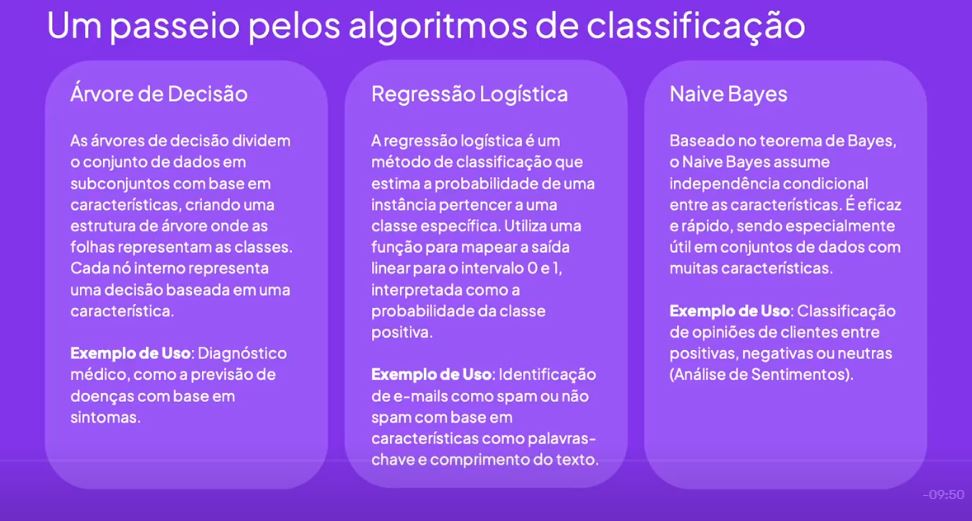 Um passeio pelos algoritmos de classificação
Árvore de Decisão
As árvores de decisão dividem
o conjunto de dados em
subconjuntos com base em
características, criando uma
estrutura de árvore onde as
folhas representam as classes.
Cada nó interno representa
uma decisão baseada em uma
característica.
Exemplo de Uso: Diagnóstico
médico, como a previsão de
doenças com base em
sintomas.
Regressão Logística
A regressão logística é um
método de classificação que
estima a probabilidade de uma
instância pertencer a uma
classe específica. Utiliza uma
função para mapear a saída
linear para o intervalo 0 e 1,
interpretada como a
probabilidade da classe
positiva.
Exemplo de Uso: Identificação
de e-mails como spam ou não
spam com base em
características como palavras-
chave e comprimento do texto.
Naive Bayes
Baseado no teorema de Bayes,
o Naive Bayes assume
independência condicional
entre as características. É eficaz
e rápido, sendo especialmente
útil em conjuntos de dados com
muitas características.
Exemplo de Uso: Classificação
de opiniões de clientes entre
positivas, negativas ou neutras
(Análise de Sentimentos).
-09:50